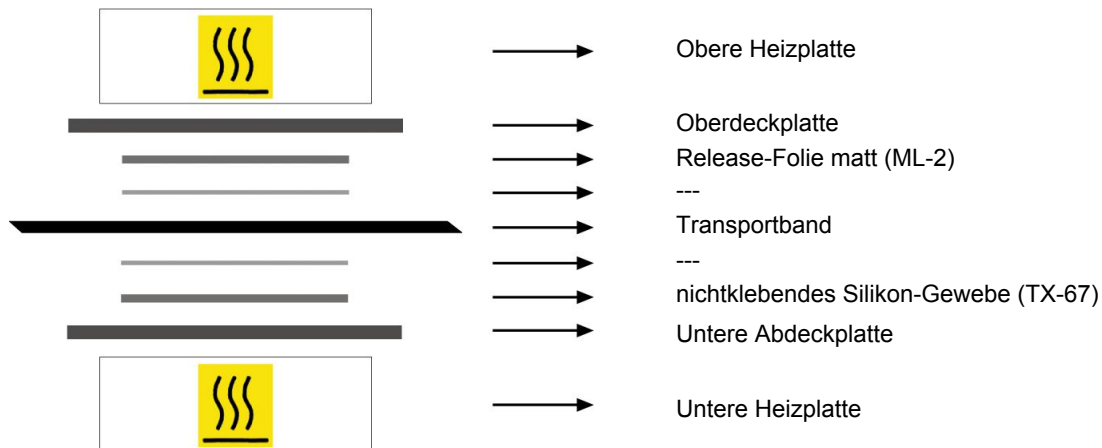 Obere Heizplatte
Oberdeckplatte
Release-Folie matt (ML-2)
---
Transportband
---
nichtklebendes Silikon-Gewebe (TX-67)
Untere Abdeckplatte
Untere Heizplatte